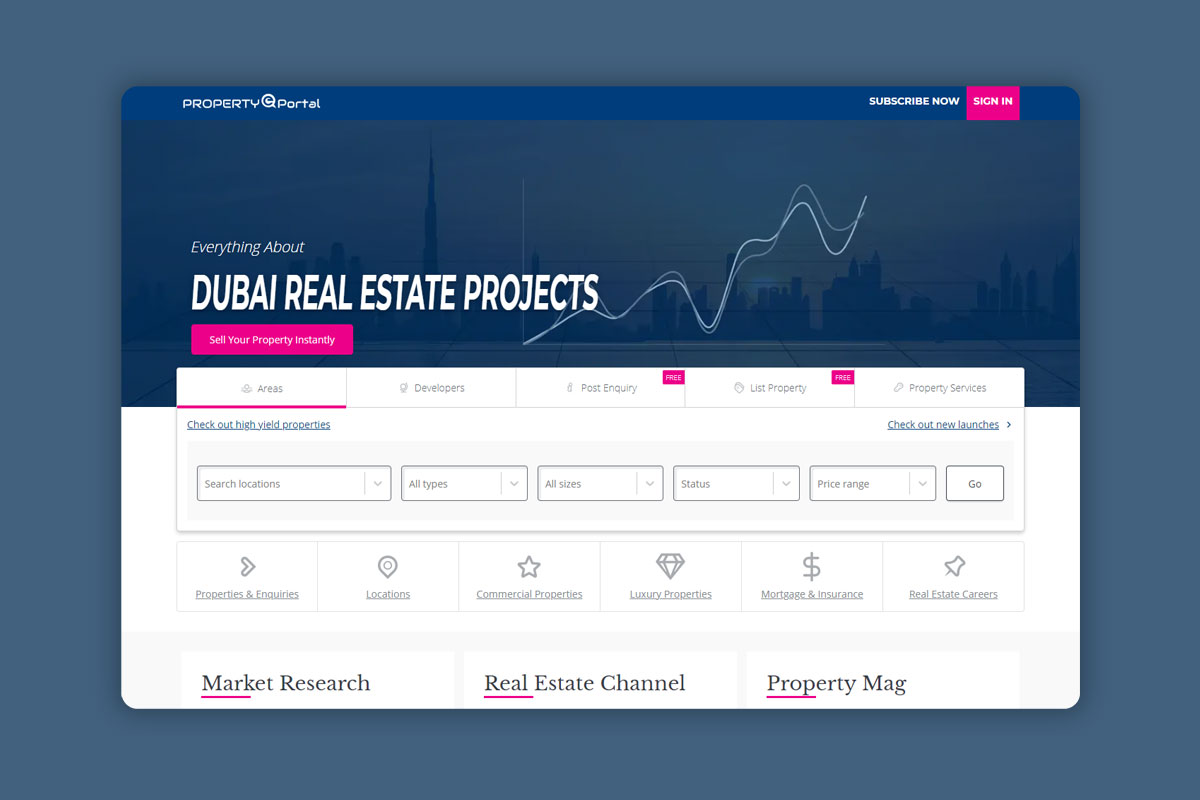 PROPERTY Portal
SUBSCRIBE NOW
SIGN IN
Everything About
DUBAI REAL ESTATE PROJECTS
Sell Your Property Instantly
Areas
Developers
Post Enquiry
FREE
List Property
FREE
Property Services
Check out high yield properties
Check out new launches
Search locations
All types
All sizes
Status
Price range
Go
Properties & Enquiries
Locations
Commercial Properties
Luxury Properties
Mortgage & Insurance
Real Estate Careers
Market Research
Real Estate Channel
Property Mag